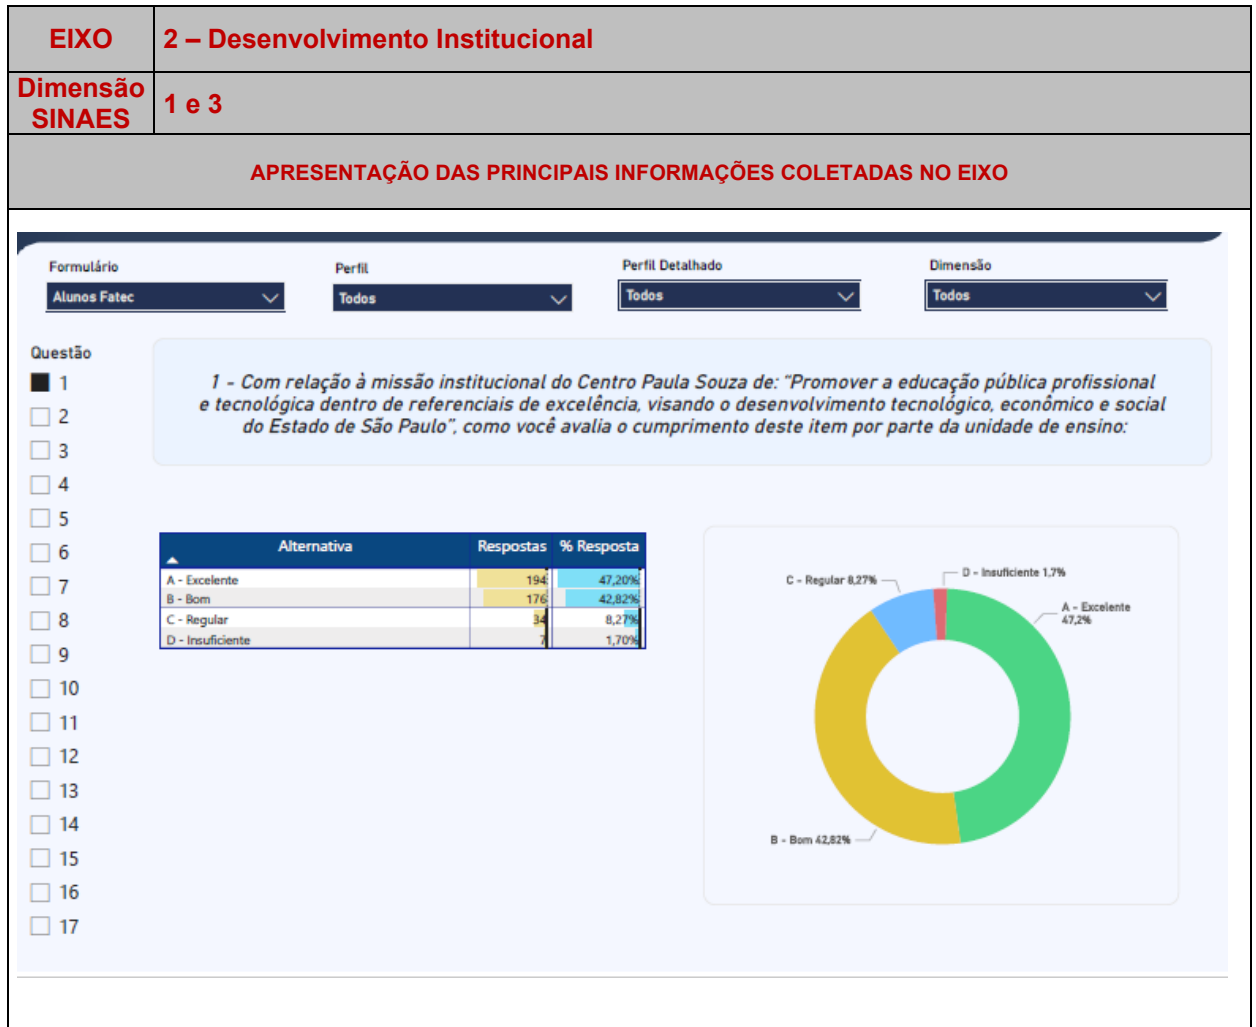 EIXO
2 – Desenvolvimento Institucional
Dimensão
SINAES
1 e 3
APRESENTAÇÃO DAS PRINCIPAIS INFORMAÇÕES COLETADAS NO EIXO
Formulário
Perfil
Perfil Detalhado
Dimensão
Alunos Fatec
Todos
Todos
Todos
Questão
1
2
3
4
5
6
7
8
9
10
11
12
13
14
15
16
17
1 - Com relação à missão institucional do Centro Paula Souza de: "Promover a educação pública profissional
e tecnológica dentro de referenciais de excelência, visando o desenvolvimento tecnológico, econômico e social
do Estado de São Paulo", como você avalia o cumprimento deste item por parte da unidade de ensino:
Alternativa Respostas % Resposta
A - Excelente 194 47,20%
B - Bom 176 42,82%
C - Regular 34 8,27%
D - Insuficiente 7 1,70%
C - Regular 8,27%
D - Insuficiente 1,7%
A - Excelente
47,2%
B - Bom 42,82%